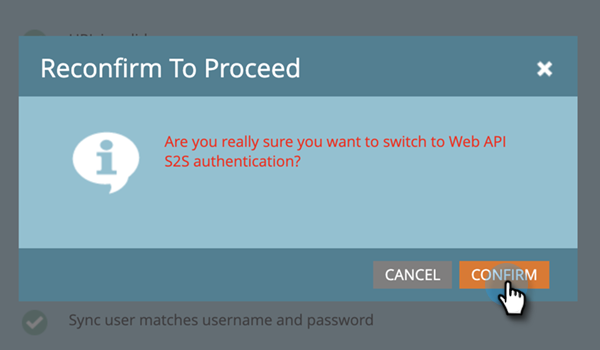 Reconfirm To Proceed
Are you really sure you want to switch to Web API
S2S authentication?
CANCEL
CONFIRM
Sync user matches username and password